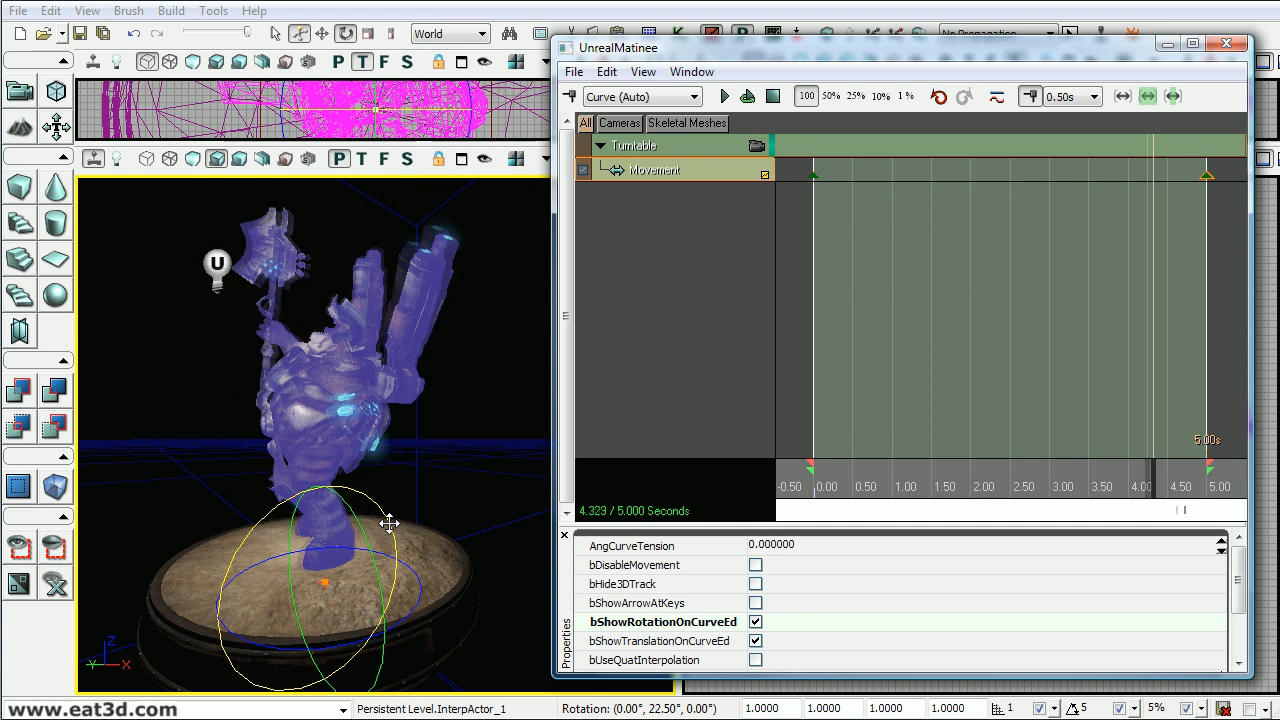 File Edit View Brush Build Tools Help
World
No Propagation
P T F S
P T F S
U
Z
Y X
UnrealMatinee
File Edit View Window
Curve (Auto) 100 50% 25% 10% 1 % 0.50s
All Cameras Skeletal Meshes
Turntable
Movement
5.00s
-0.50 0.00 0.50 1.00 1.50 2.00 2.50 3.00 3.50 4.00 4.50 5.00
4.329 / 5.000 Seconds
Properties
AngCurveTension 0.000000
bDisableMovement
bHide3DTrack
bShowArrowAtKeys
bShowRotationOnCurveEd
bShowTranslationOnCurveEd
bUseQuatInterpolation
www.eat3d.com
Persistent Level.InterpActor_1 Rotation: (0.00°, 22.50°, 0.00°) 1.0000 1.0000 1.0000 1.0000 1 5 5%